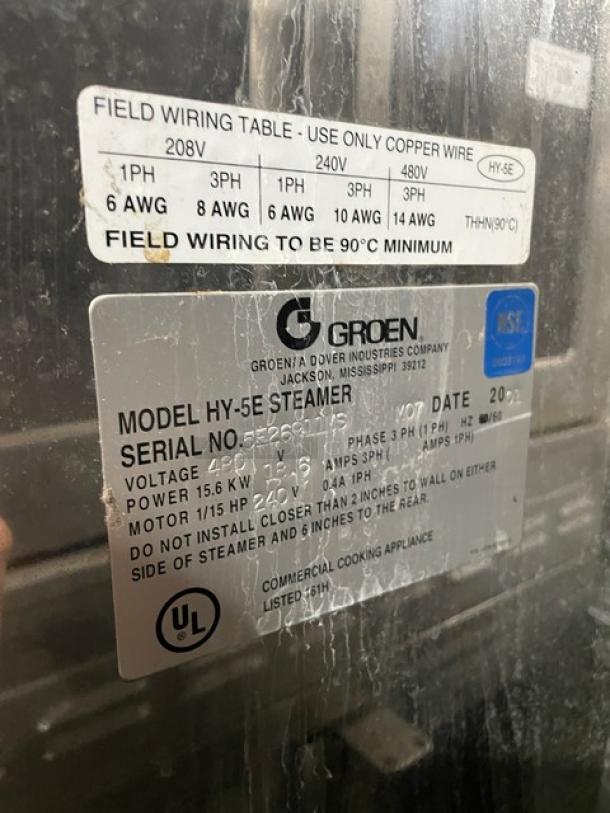 FIELD WIRING TABLE - USE ONLY COPPER WIRE
HY-5E
208V 240V 480V
1PH 3PH 1PH 3PH 3PH
6 AWG 8 AWG 6 AWG 10 AWG 14 AWG THHN(90°C)
FIELD WIRING TO BE 90°C MINIMUM
GROEN
NSF
GROEN/A DOVER INDUSTRIES COMPANY
JACKSON, MISSISSIPPI 39212
MODEL HY-5E STEAMER
SERIAL NO. DATE
VOLTAGE 480 V PHASE 3 PH (1 PH) HZ /60
POWER 15.6 KW AMPS 3PH ( AMPS 1PH)
MOTOR 1/15 HP 240 V 0.4A 1PH
DO NOT INSTALL CLOSER THAN 2 INCHES TO WALL ON EITHER
SIDE OF STEAMER AND 6 INCHES TO THE REAR.
UL
COMMERCIAL COOKING APPLIANCE
LISTED 161H